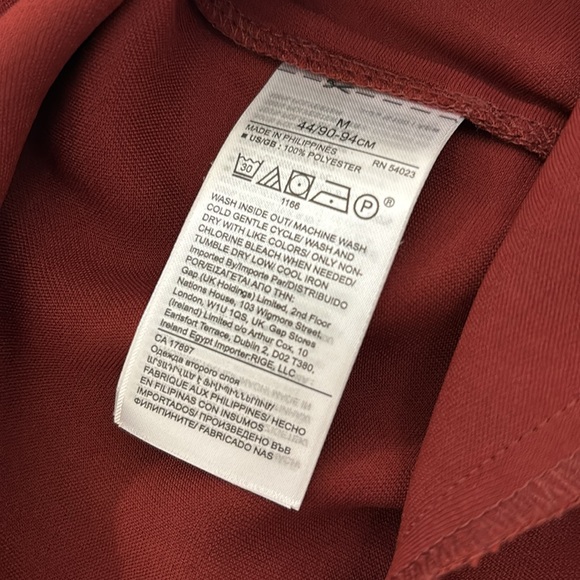 M
44/90-94CM
MADE IN PHILIPPINES RN 54023
■ US/GB : 100% POLYESTER
30 P ®
1166
WASH INSIDE OUT/ MACHINE WASH
COLD GENTLE CYCLE/ WASH AND
DRY WITH LIKE COLORS/ ONLY NON-
CHLORINE BLEACH WHEN NEEDED/
TUMBLE DRY LOW/ COOL IRON
Imported By/Importe Par/DISTRIBUIDO
POR/ΕΙΣΑΓΕΤΑΙ ΑΠΟ ΤΗΝ:
Gap (UK Holdings) Limited, 2nd Floor
Nations House, 103 Wigmore Street,
London, W1U 1QS, UK. Gap Stores
(Ireland) Limited c/o Arthur Cox, 10
Earlsfort Terrace, Dublin 2, D02 T380,
Ireland Egypt Importer:RIGE, LLC
CA 17897
Одежда второго слоя
ԱՐՏԱԴՐՎԱԾ Է ՖԻԼԻՊԻՆՆԵՐՈՒՄ/
FABRIQUE AUX PHILIPPINES/ HECHO
EN FILIPINAS CON INSUMOS
IMPORTADOS/ ПРОИЗВЕДЕНО ВЪВ
ФИЛИПИНИТЕ/ FABRICADO NAS